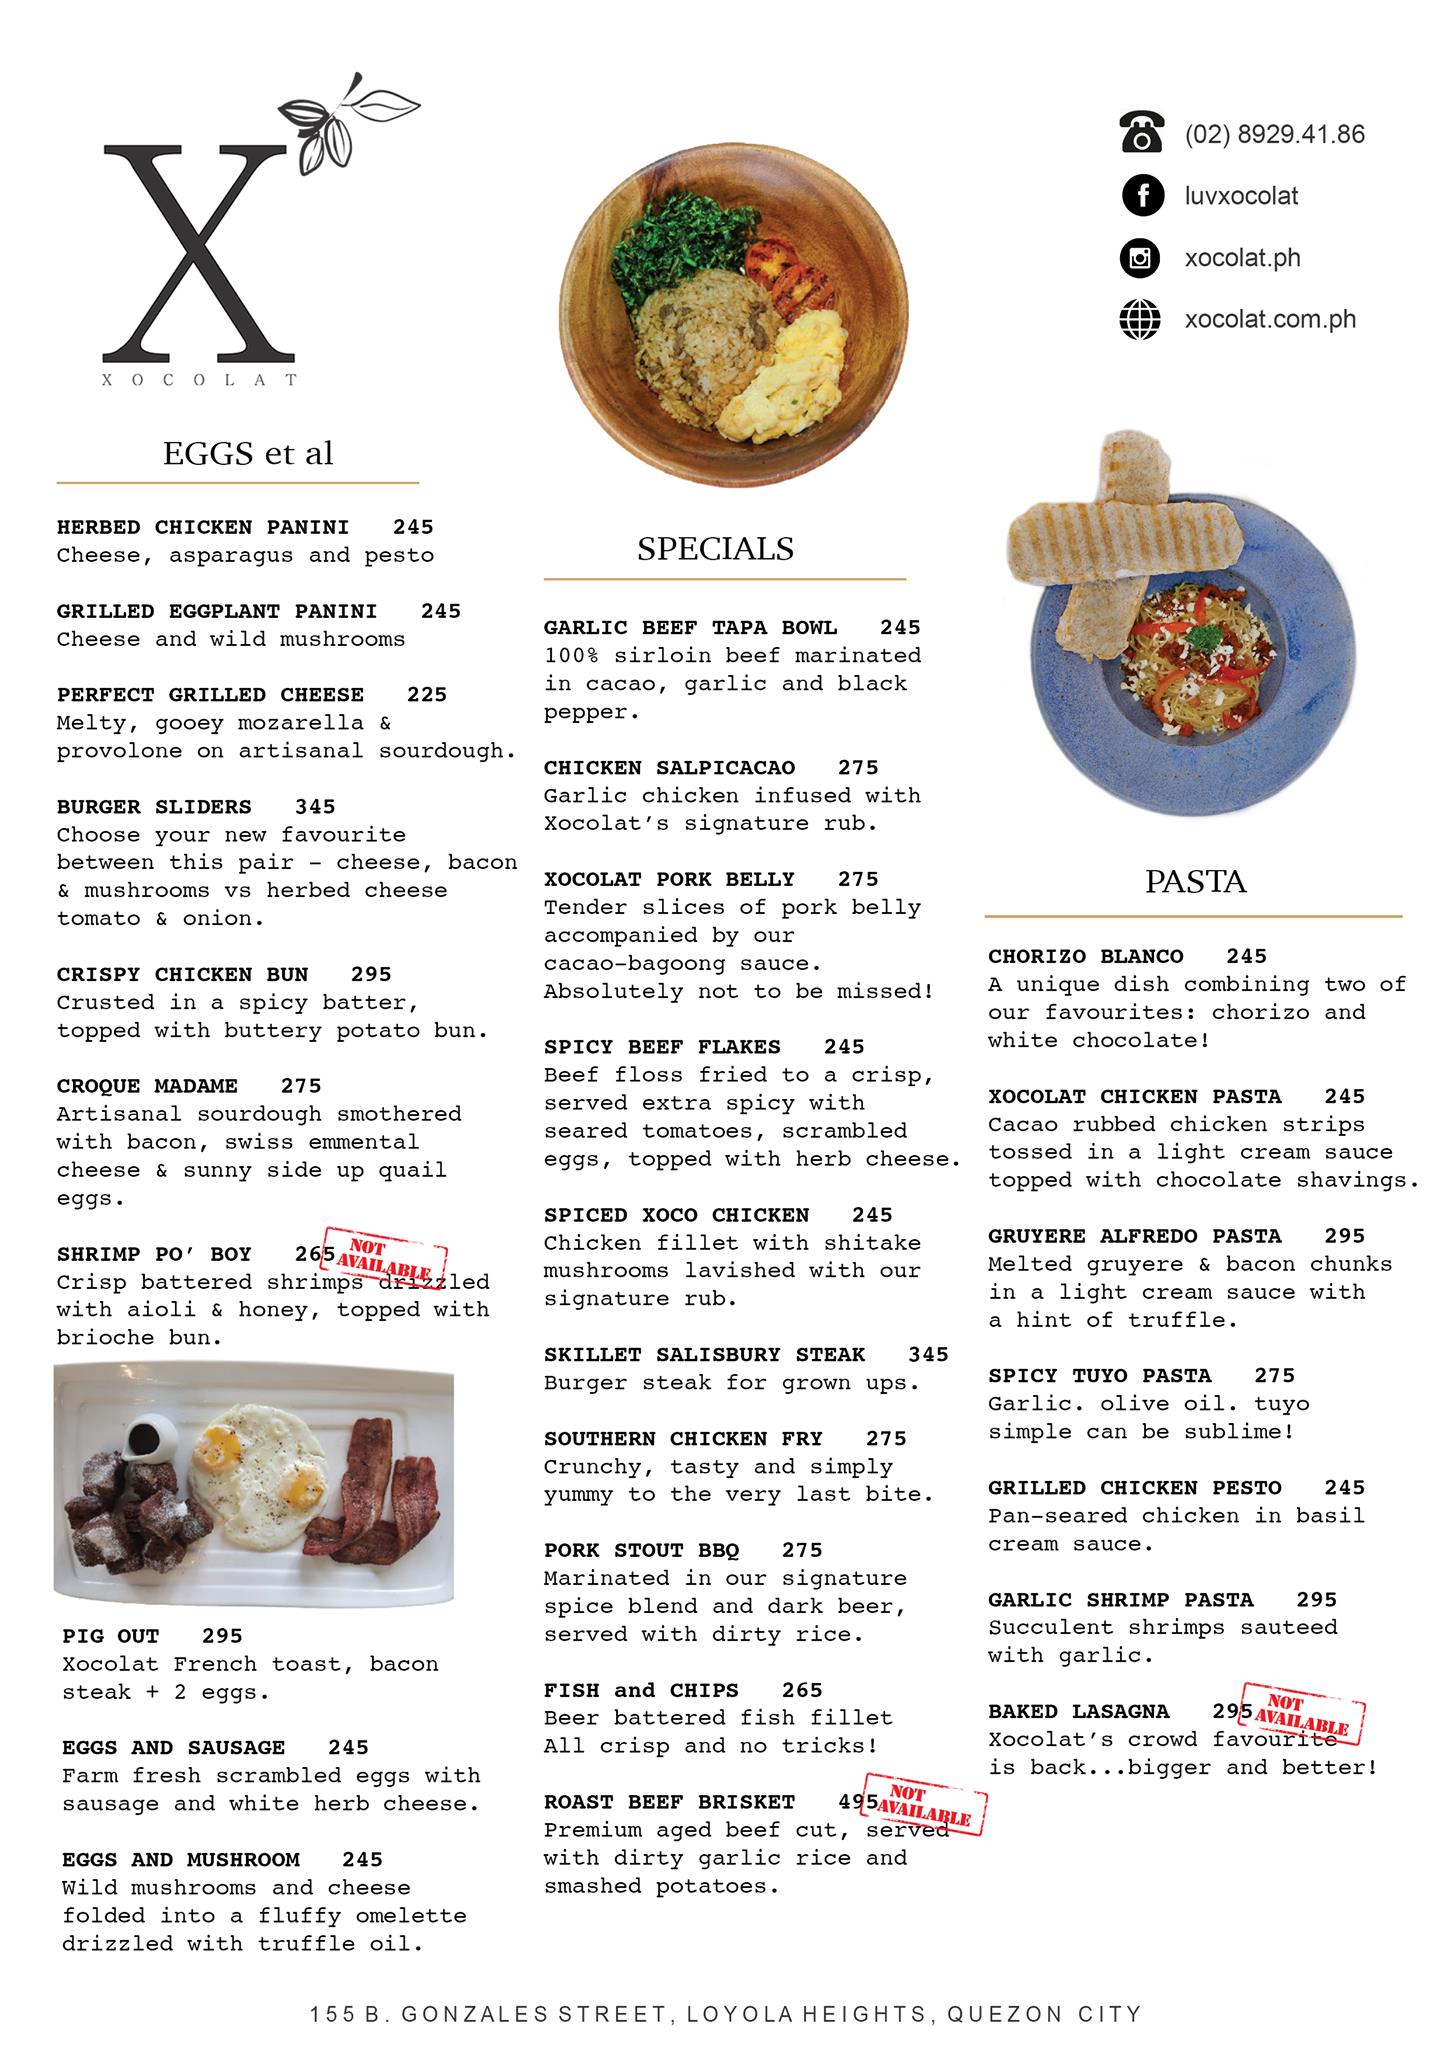 X
XOCOLAT
(02) 8929.41.86
luvxocolat
xocolat.ph
xocolat.com.ph
EGGS et al
HERBED CHICKEN PANINI 245
Cheese, asparagus and pesto
GRILLED EGGPLANT PANINI 245
Cheese and wild mushrooms
PERFECT GRILLED CHEESE 225
Melty, gooey mozarella &
provolone on artisanal sourdough.
BURGER SLIDERS 345
Choose your new favourite
between this pair - cheese, bacon
& mushrooms vs herbed cheese
tomato & onion.
CRISPY CHICKEN BUN 295
Crusted in a spicy batter,
topped with buttery potato bun.
CROQUE MADAME 275
Artisanal sourdough smothered
with bacon, swiss emmental
cheese & sunny side up quail
eggs.
SHRIMP PO' BOY 265
NOT
AVAILABLE
Crisp battered shrimps drizzled
with aioli & honey, topped with
brioche bun.
PIG OUT 295
Xocolat French toast, bacon
steak + 2 eggs.
EGGS AND SAUSAGE 245
Farm fresh scrambled eggs with
sausage and white herb cheese.
EGGS AND MUSHROOM 245
Wild mushrooms and cheese
folded into a fluffy omelette
drizzled with truffle oil.
SPECIALS
GARLIC BEEF TAPA BOWL 245
100% sirloin beef marinated
in cacao, garlic and black
pepper.
CHICKEN SALPICACAO 275
Garlic chicken infused with
Xocolat's signature rub.
XOCOLAT PORK BELLY 275
Tender slices of pork belly
accompanied by our
cacao-bagoong sauce.
Absolutely not to be missed!
SPICY BEEF FLAKES 245
Beef floss fried to a crisp,
served extra spicy with
seared tomatoes, scrambled
eggs, topped with herb cheese.
SPICED XOCO CHICKEN 245
Chicken fillet with shitake
mushrooms lavished with our
signature rub.
SKILLET SALISBURY STEAK 345
Burger steak for grown ups.
SOUTHERN CHICKEN FRY 275
Crunchy, tasty and simply
yummy to the very last bite.
PORK STOUT BBQ 275
Marinated in our signature
spice blend and dark beer,
served with dirty rice.
FISH and CHIPS 265
Beer battered fish fillet
All crisp and no tricks!
ROAST BEEF BRISKET 495
NOT
AVAILABLE
Premium aged beef cut, served
with dirty garlic rice and
smashed potatoes.
PASTA
CHORIZO BLANCO 245
A unique dish combining two of
our favourites: chorizo and
white chocolate!
XOCOLAT CHICKEN PASTA 245
Cacao rubbed chicken strips
tossed in a light cream sauce
topped with chocolate shavings.
GRUYERE ALFREDO PASTA 295
Melted gruyere & bacon chunks
in a light cream sauce with
a hint of truffle.
SPICY TUYO PASTA 275
Garlic. olive oil. tuyo
simple can be sublime!
GRILLED CHICKEN PESTO 245
Pan-seared chicken in basil
cream sauce.
GARLIC SHRIMP PASTA 295
Succulent shrimps sauteed
with garlic.
BAKED LASAGNA 295
NOT
AVAILABLE
Xocolat's crowd favourite
is back...bigger and better!
155 B. GONZALES STREET, LOYOLA HEIGHTS, QUEZON CITY